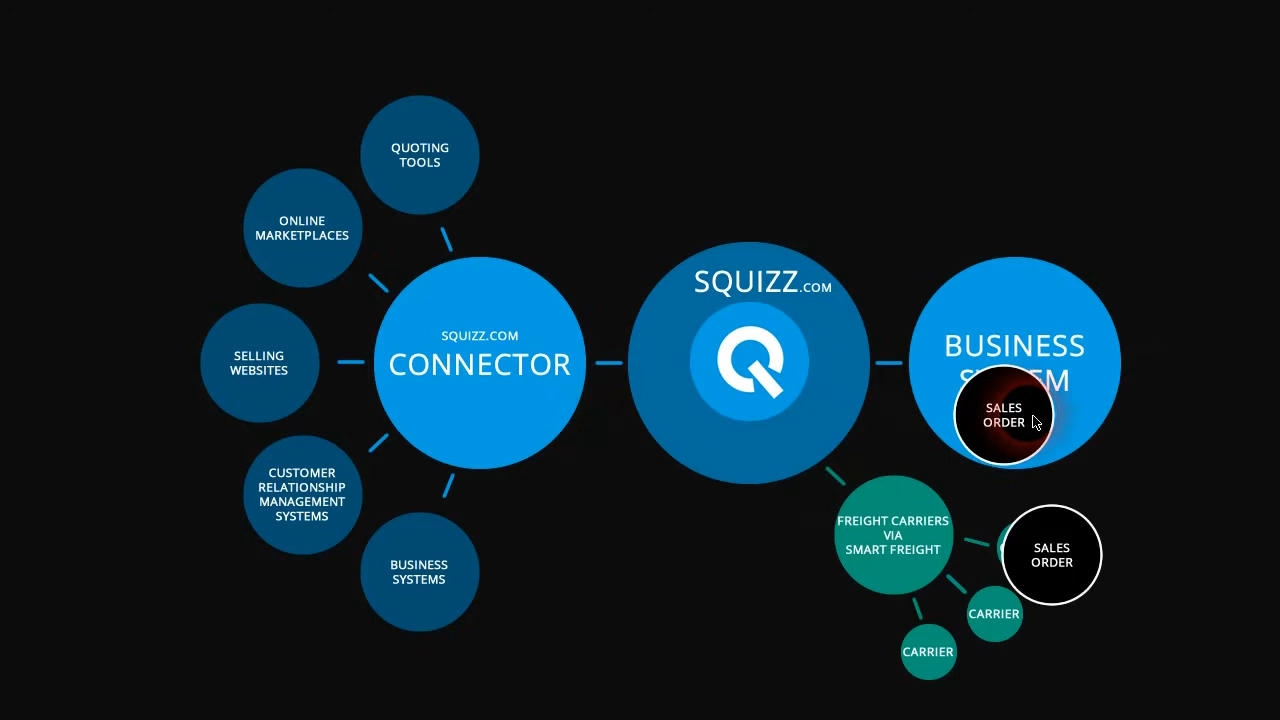 QUOTING
TOOLS
ONLINE
MARKETPLACES
SELLING
WEBSITES
CUSTOMER
RELATIONSHIP
MANAGEMENT
SYSTEMS
BUSINESS
SYSTEMS
SQUIZZ.COM
CONNECTOR
SQUIZZ.COM
BUSINESS
SALES
ORDER
FREIGHT CARRIERS
VIA
SMART FREIGHT
SALES
ORDER
CARRIER
CARRIER